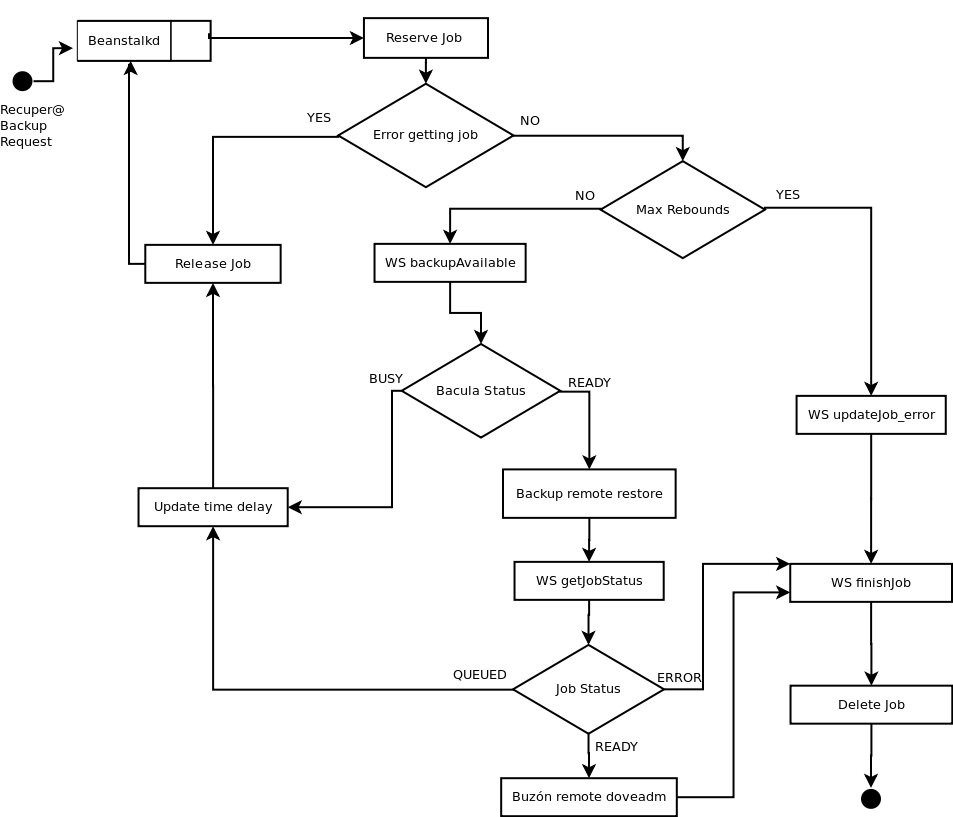 Beanstalkd
Reserve Job
Recuper@
Backup
Request
YES
Error getting job
NO
NO
Max Rebounds
YES
Release Job
WS backupAvailable
BUSY
Bacula Status
READY
WS updateJob_error
Update time delay
Backup remote restore
WS getJobStatus
WS finishJob
QUEUED
Job Status
ERROR
Delete Job
READY
Buzón remote doveadm